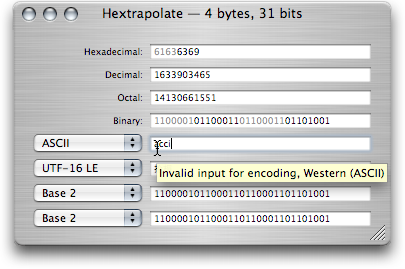 Hextrapolate — 4 bytes, 31 bits
Hexadecimal: 61636369
Decimal: 1633903465
Octal: 14130661551
Binary: 1100001011000110110001101101001
ASCII
UTF-16 LE
Invalid input for encoding, Western (ASCII)
Base 2 1100001011000110110001101101001
Base 2 1100001011000110110001101101001